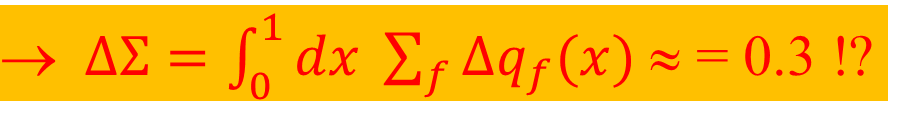 → ΔΣ = ∫₀¹ dx ∑_f Δq_f(x) ≈ = 0.3 !?